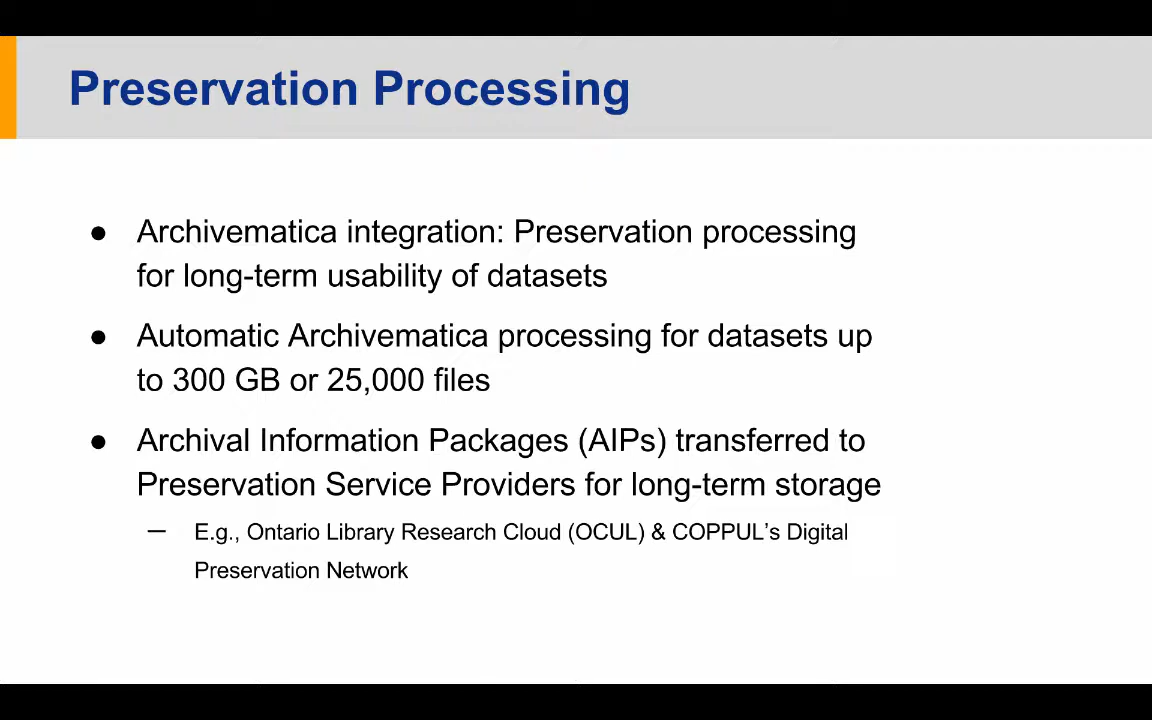 Preservation Processing
● Archivematica integration: Preservation processing
for long-term usability of datasets
● Automatic Archivematica processing for datasets up
to 300 GB or 25,000 files
● Archival Information Packages (AIPs) transferred to
Preservation Service Providers for long-term storage
– E.g., Ontario Library Research Cloud (OCUL) & COPPUL’s Digital
Preservation Network